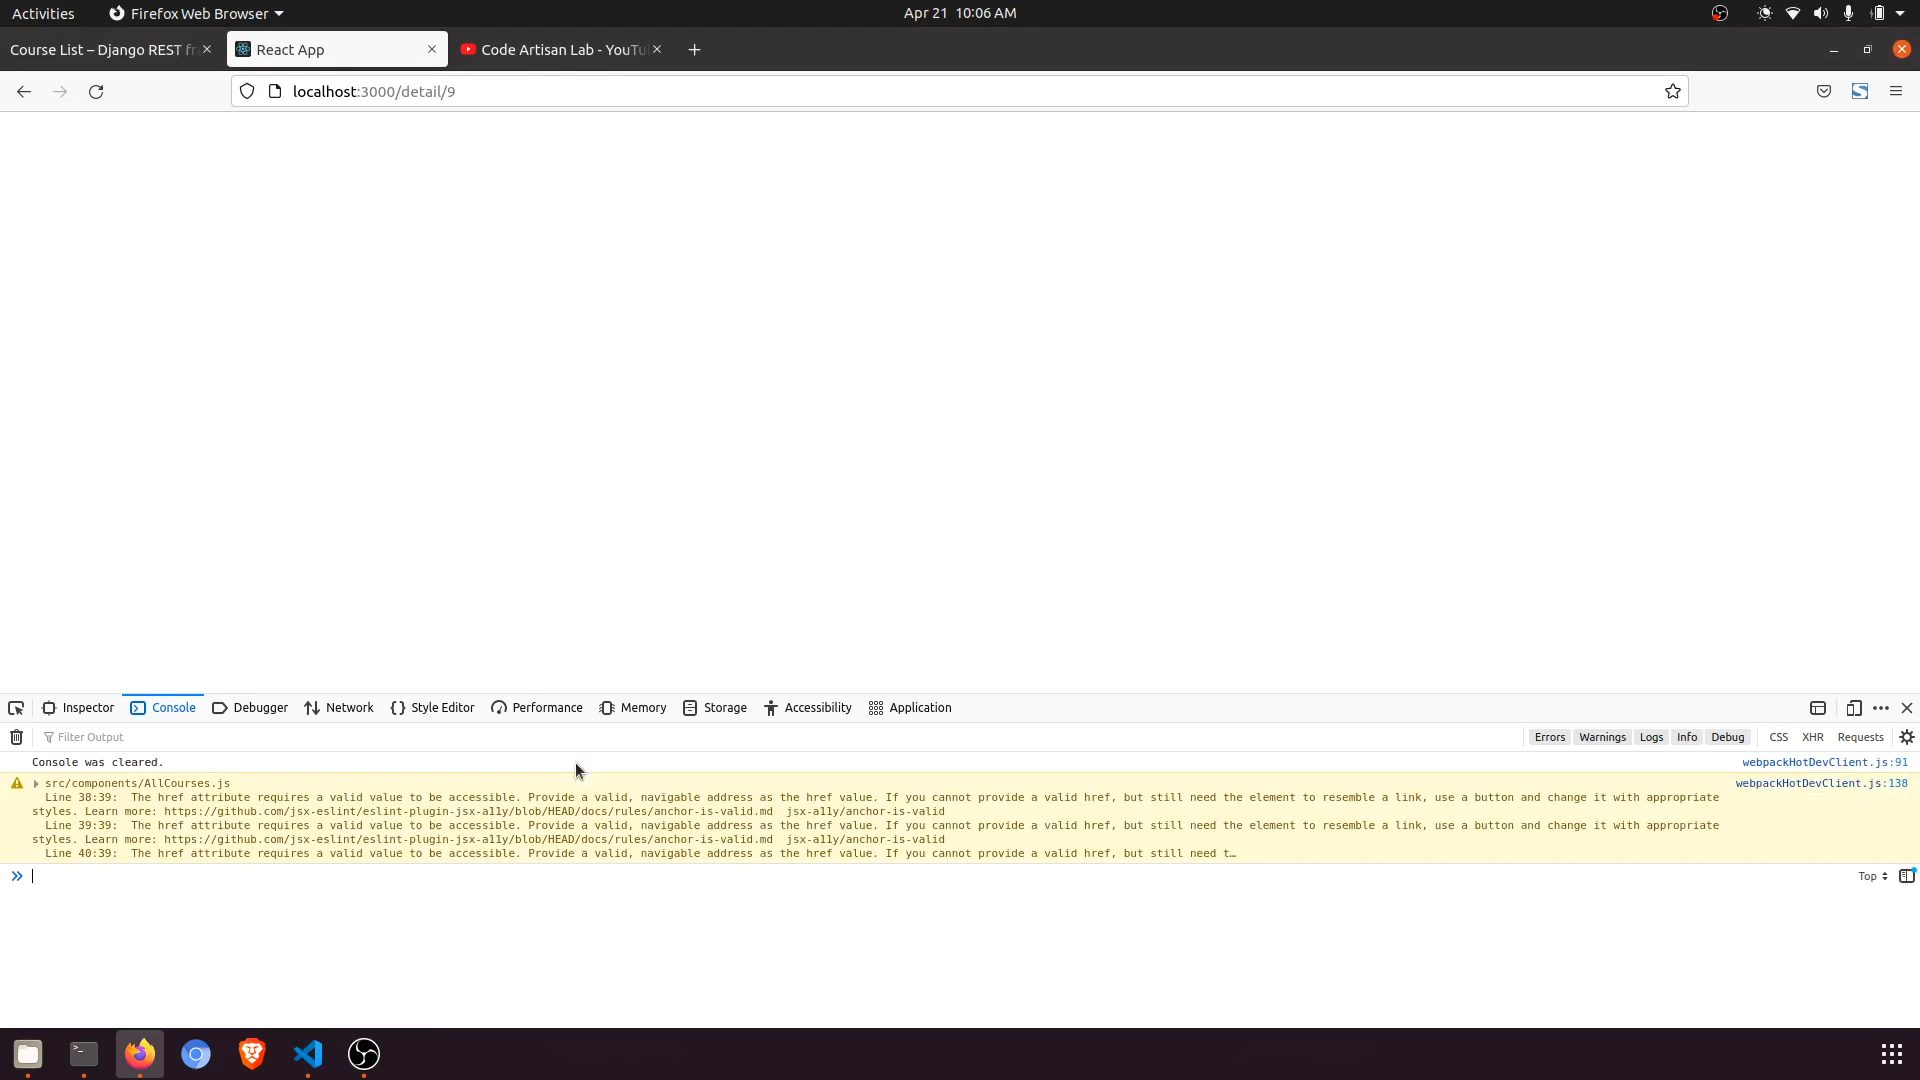 Activities
Firefox Web Browser
Apr 21 10:06 AM
Course List – Django REST fr
React App
Code Artisan Lab - YouTu
localhost:3000/detail/9
Inspector
Console
Debugger
Network
Style Editor
Performance
Memory
Storage
Accessibility
Application
Filter Output
Errors
Warnings
Logs
Info
Debug
CSS
XHR
Requests
Console was cleared.
webpackHotDevClient.js:91
src/components/AllCourses.js
webpackHotDevClient.js:138
Line 38:39:  The href attribute requires a valid value to be accessible. Provide a valid, navigable address as the href value. If you cannot provide a valid href, but still need the element to resemble a link, use a button and change it with appropriate
styles. Learn more: https://github.com/jsx-eslint/eslint-plugin-jsx-a11y/blob/HEAD/docs/rules/anchor-is-valid.md  jsx-a11y/anchor-is-valid
Line 39:39:  The href attribute requires a valid value to be accessible. Provide a valid, navigable address as the href value. If you cannot provide a valid href, but still need the element to resemble a link, use a button and change it with appropriate
styles. Learn more: https://github.com/jsx-eslint/eslint-plugin-jsx-a11y/blob/HEAD/docs/rules/anchor-is-valid.md  jsx-a11y/anchor-is-valid
Line 40:39:  The href attribute requires a valid value to be accessible. Provide a valid, navigable address as the href value. If you cannot provide a valid href, but still need t…
Top